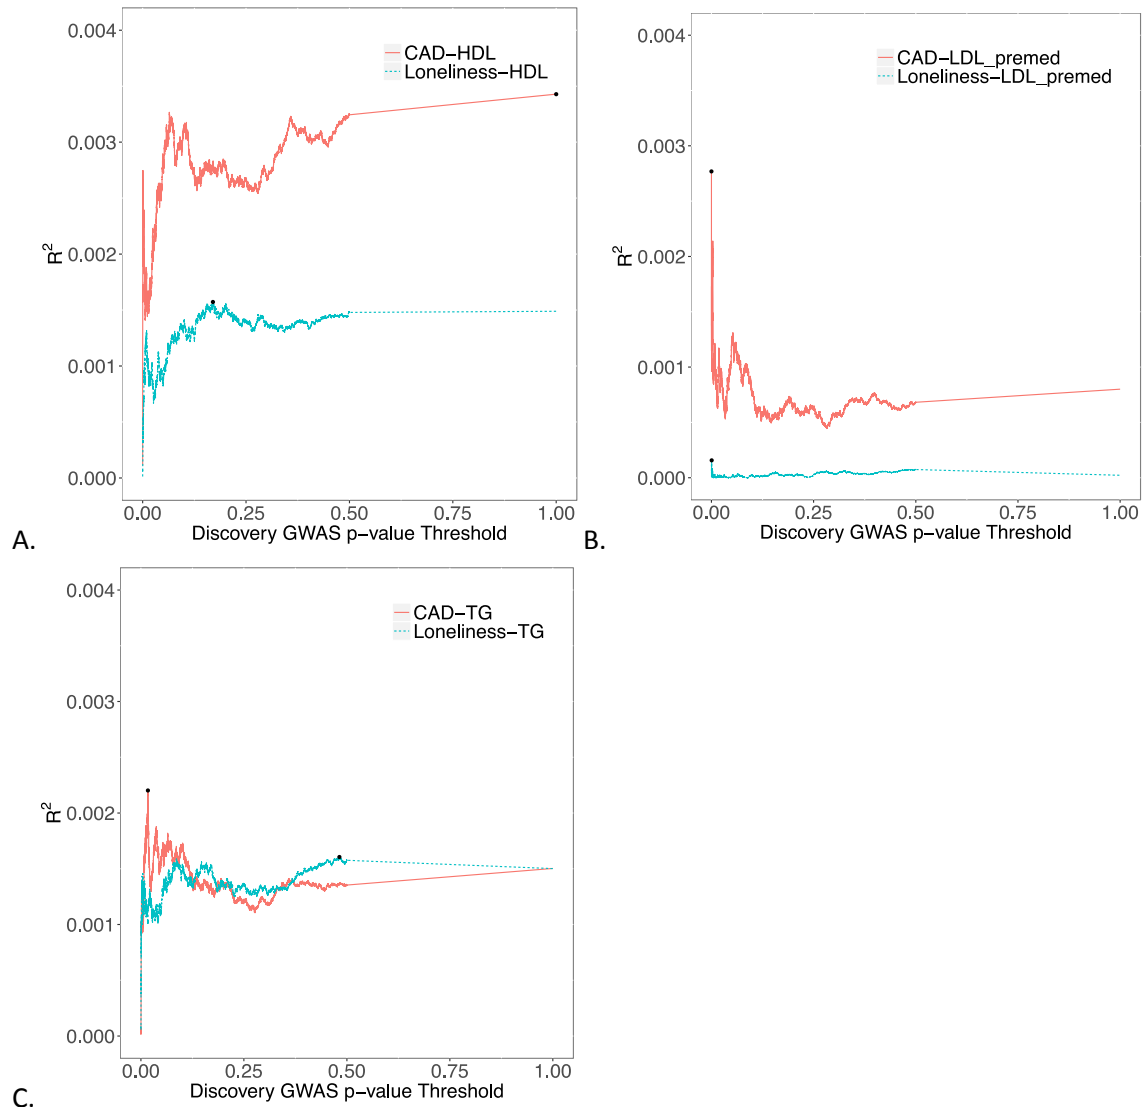 0.004
0.003
0.002
0.001
0.000
R²
CAD−HDL
Loneliness−HDL
0.00 0.25 0.50 0.75 1.00
Discovery GWAS p−value Threshold
A.
0.004
0.003
0.002
0.001
0.000
R²
CAD−LDL_premed
Loneliness−LDL_premed
0.00 0.25 0.50 0.75 1.00
Discovery GWAS p−value Threshold
B.
0.004
0.003
0.002
0.001
0.000
R²
CAD−TG
Loneliness−TG
0.00 0.25 0.50 0.75 1.00
Discovery GWAS p−value Threshold
C.